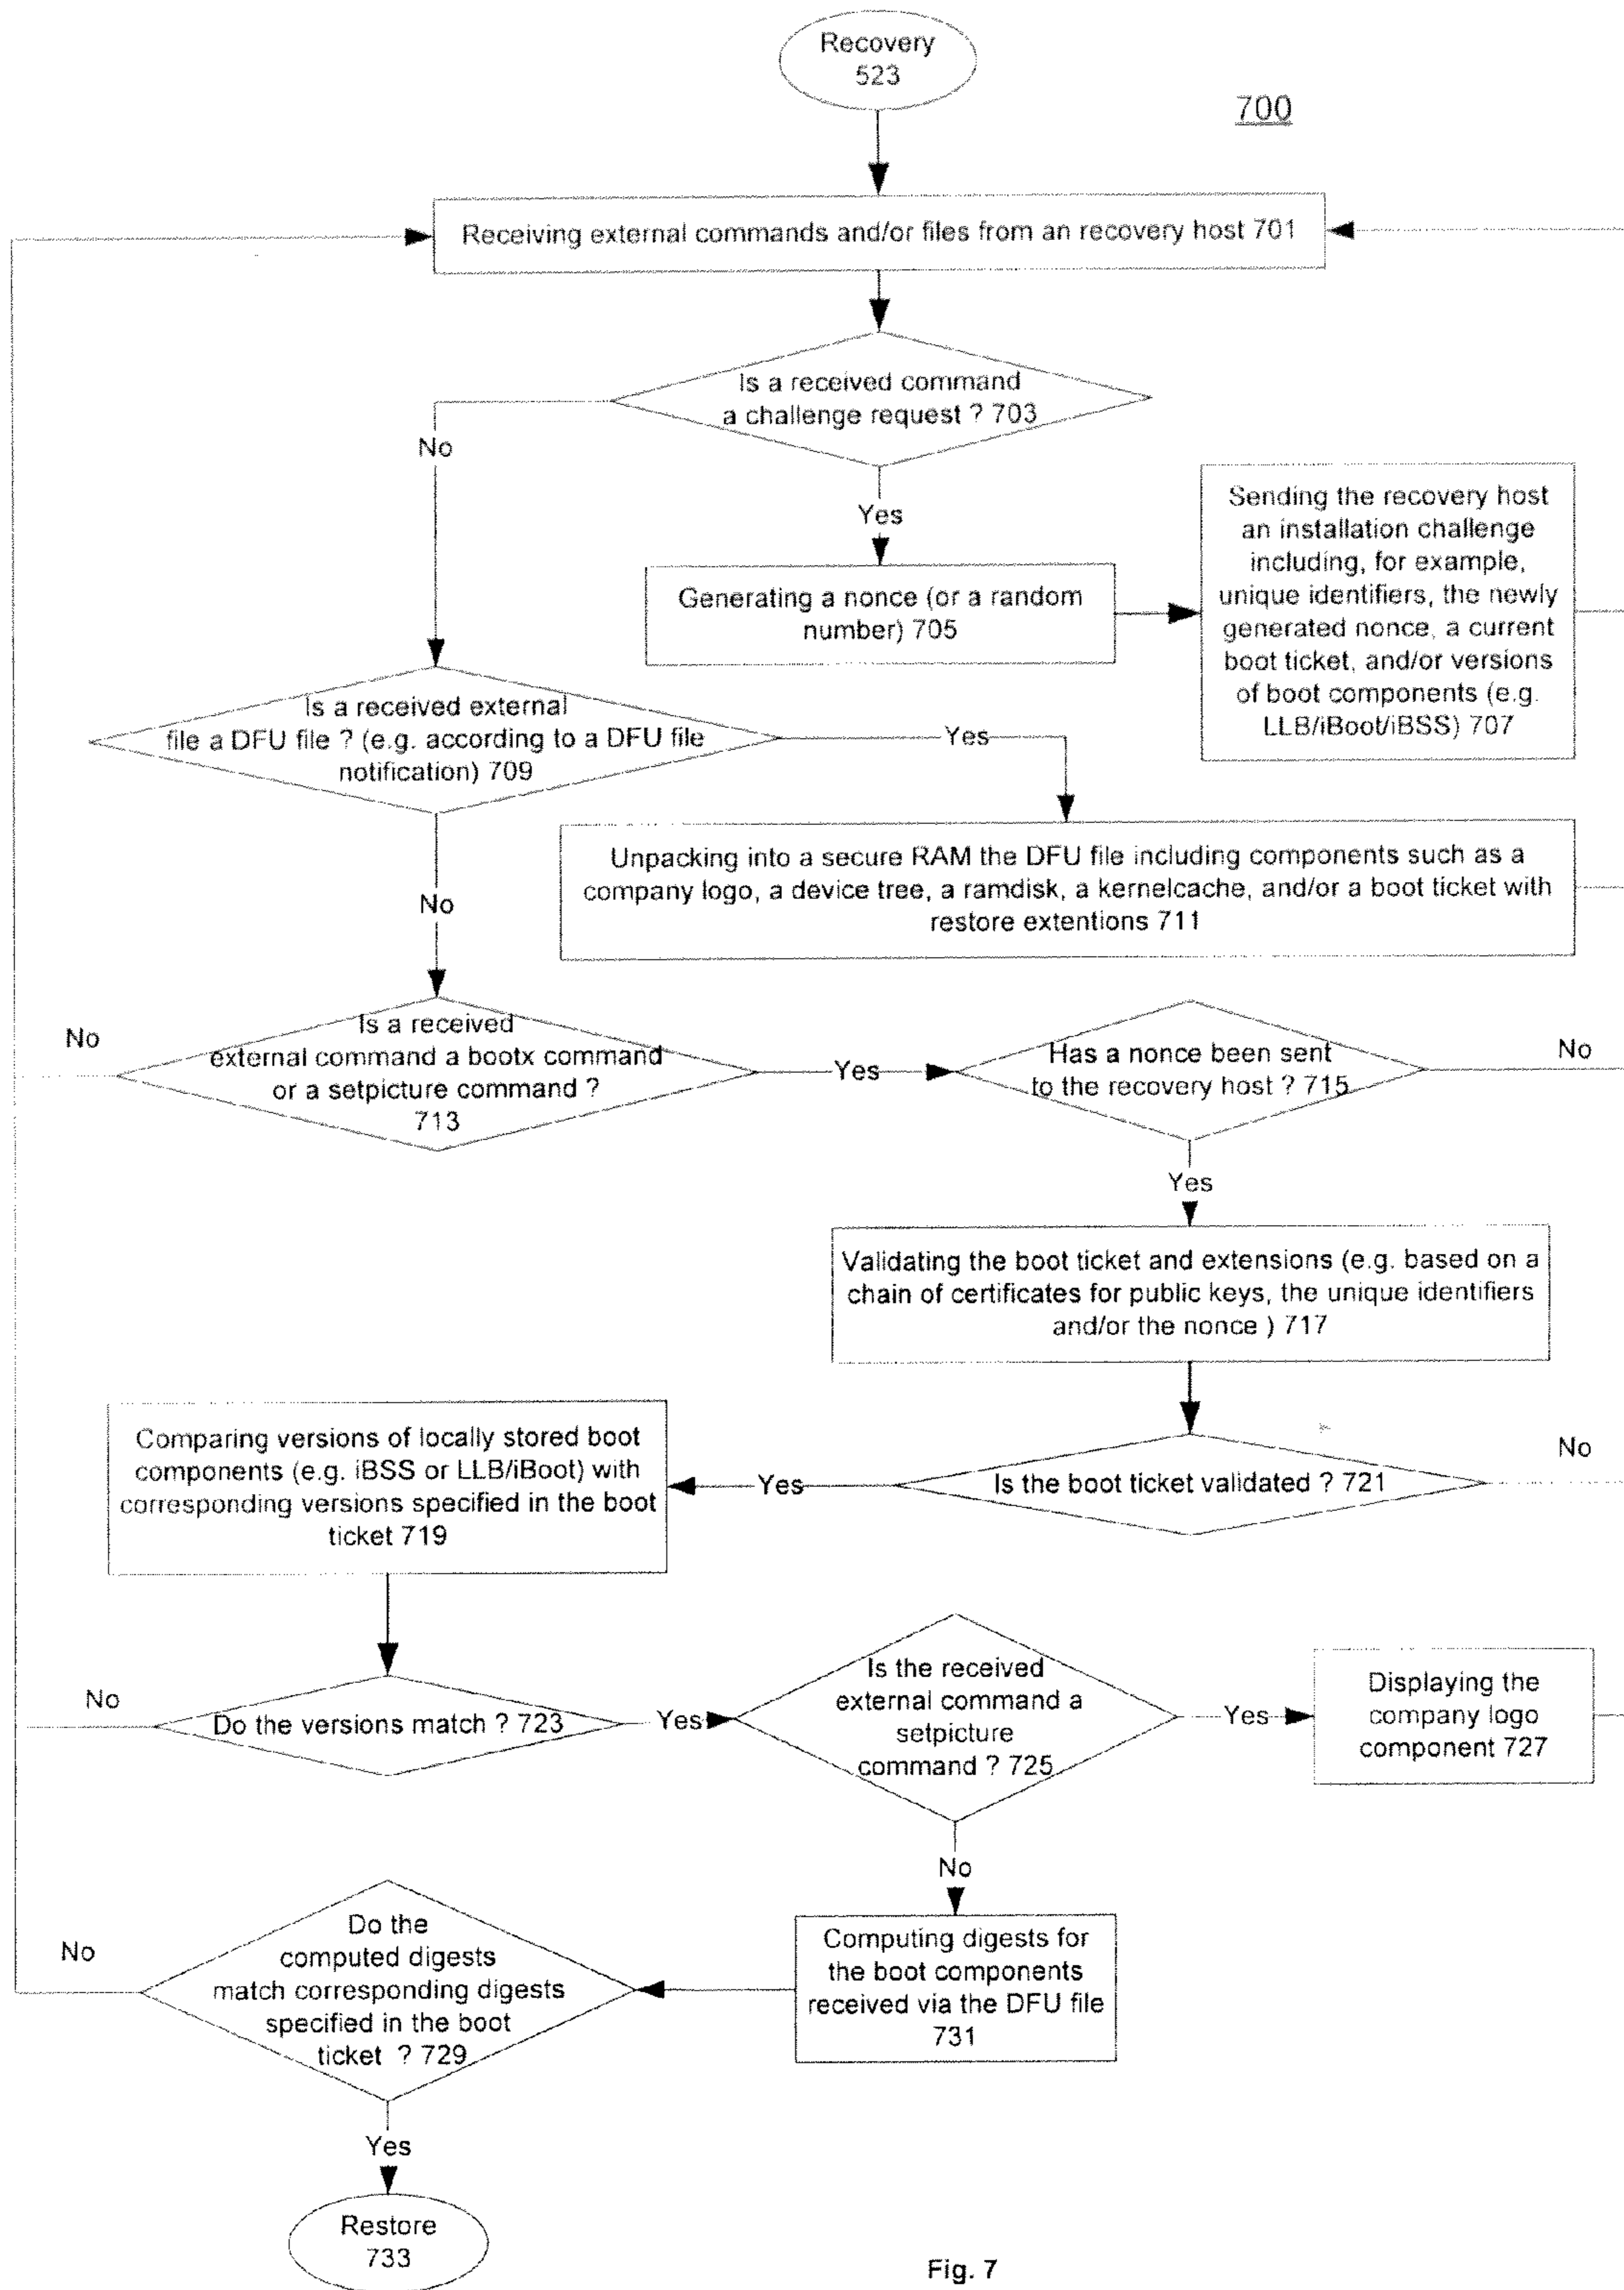 Recovery
523
700
Receiving external commands and/or files from an recovery host 701
Is a received command
a challenge request ? 703
No
Yes
Generating a nonce (or a random
number) 705
Sending the recovery host
an installation challenge
including, for example,
unique identifiers, the newly
generated nonce, a current
boot ticket, and/or versions
of boot components (e.g.
LLB/iBoot/iBSS) 707
Is a received external
file a DFU file ? (e.g. according to a DFU file
notification) 709
Yes
No
Unpacking into a secure RAM the DFU file including components such as a
company logo, a device tree, a ramdisk, a kernelcache, and/or a boot ticket with
restore extentions 711
No
Is a received
external command a bootx command
or a setpicture command ?
713
Yes
Has a nonce been sent
to the recovery host ? 715
No
Yes
Validating the boot ticket and extensions (e.g. based on a
chain of certificates for public keys, the unique identifiers
and/or the nonce ) 717
Is the boot ticket validated ? 721
No
Yes
Comparing versions of locally stored boot
components (e.g. iBSS or LLB/iBoot) with
corresponding versions specified in the boot
ticket 719
No
Do the versions match ? 723
Yes
Is the received
external command a
setpicture
command ? 725
Yes
Displaying the
company logo
component 727
No
Computing digests for
the boot components
received via the DFU file
731
Do the
computed digests
match corresponding digests
specified in the boot
ticket ? 729
No
Yes
Restore
733
Fig. 7